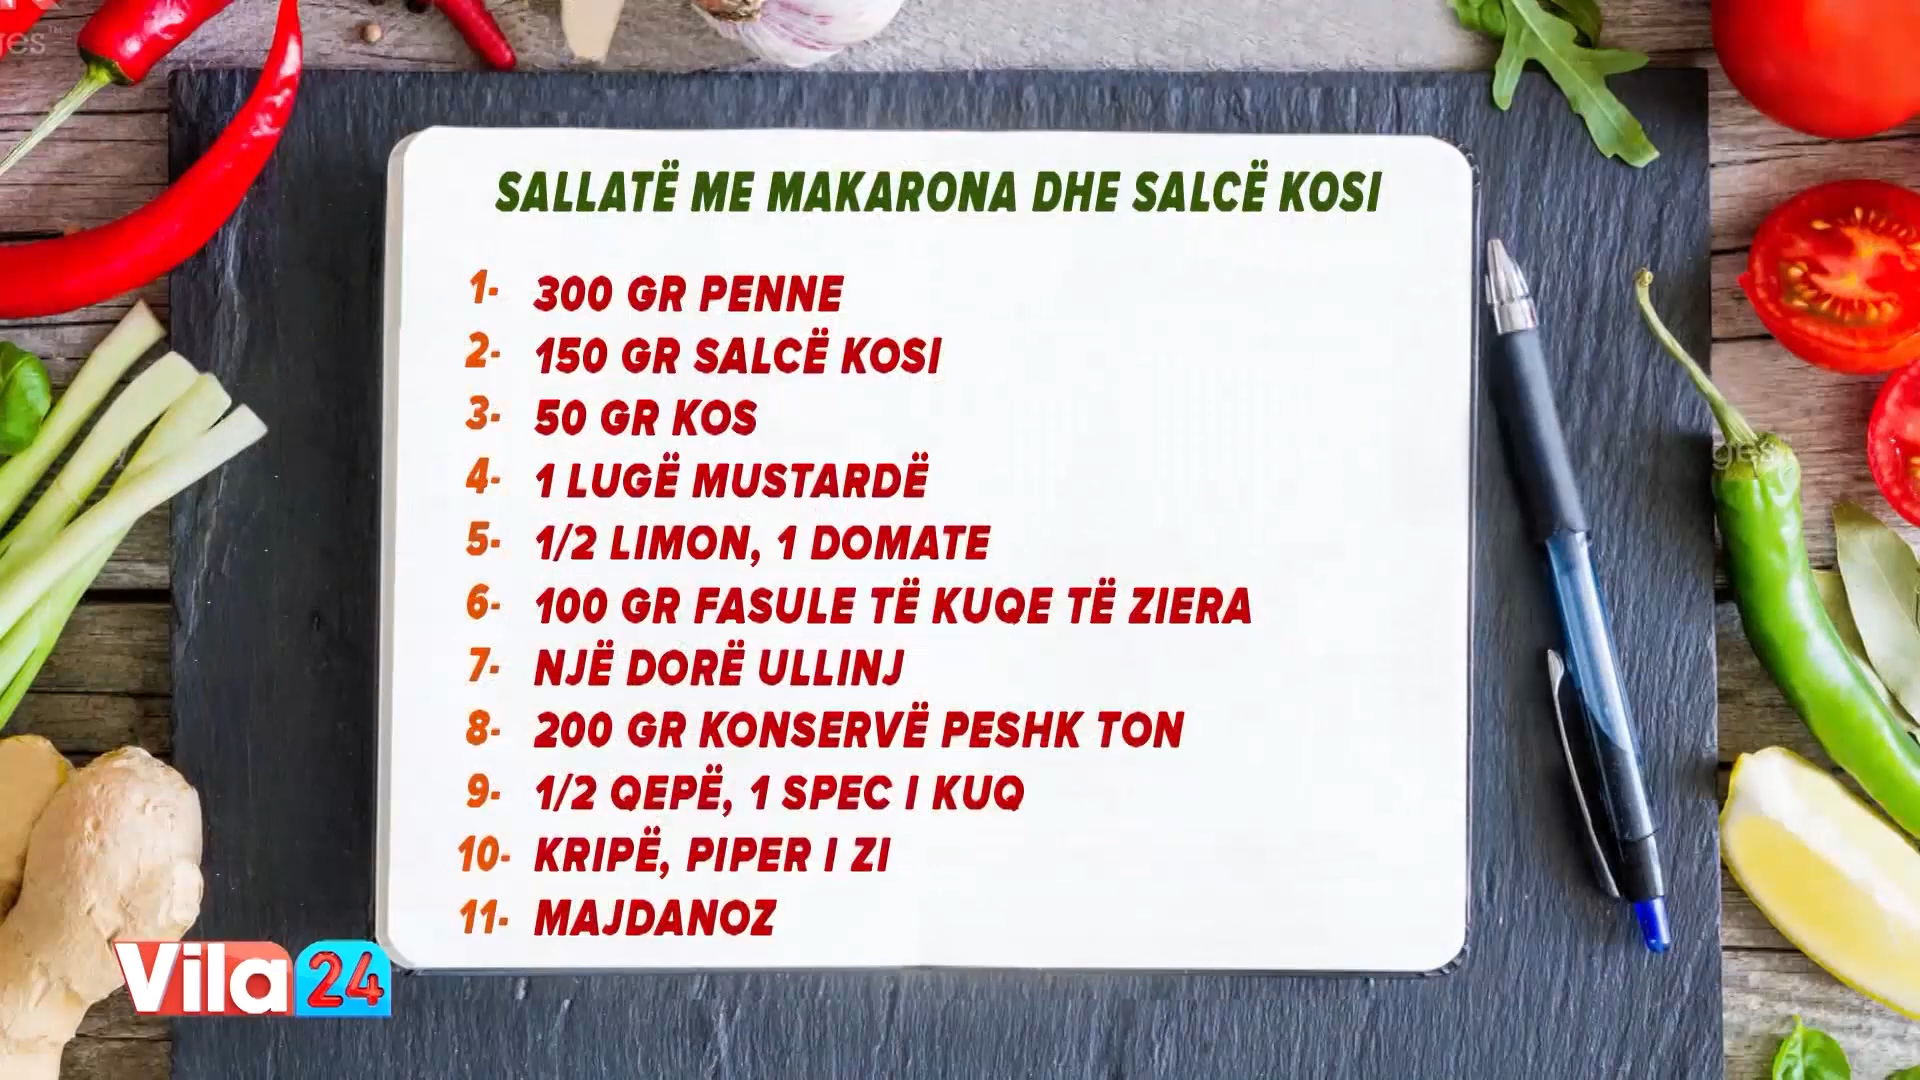 SALLATË ME MAKARONA DHE SALCË KOSI
1- 300 GR PENNE
2- 150 GR SALCË KOSI
3- 50 GR KOS
4- 1 LUGË MUSTARDË
5- 1/2 LIMON, 1 DOMATE
6- 100 GR FASULE TË KUQE TË ZIERA
7- NJË DORË ULLINJ
8- 200 GR KONSERVË PESHK TON
9- 1/2 QEPË, 1 SPEC I KUQ
10- KRIPË, PIPER I ZI
11- MAJDANOZ
Vila 24